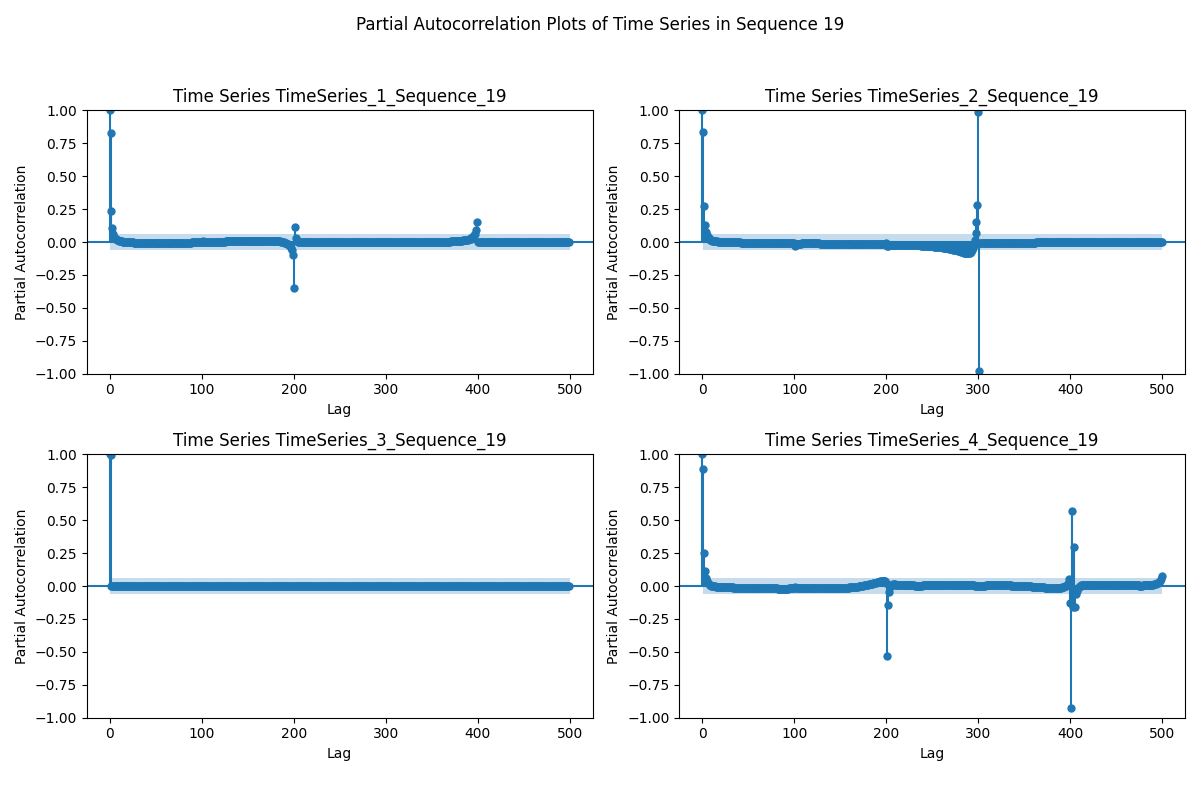 Partial Autocorrelation Plots of Time Series in Sequence 19
Time Series TimeSeries_1_Sequence_19
1.00
0.75
0.50
0.25
0.00
−0.25
−0.50
−0.75
−1.00
Partial Autocorrelation
0 100 200 300 400 500
Lag
Time Series TimeSeries_2_Sequence_19
1.00
0.75
0.50
0.25
0.00
−0.25
−0.50
−0.75
−1.00
Partial Autocorrelation
0 100 200 300 400 500
Lag
Time Series TimeSeries_3_Sequence_19
1.00
0.75
0.50
0.25
0.00
−0.25
−0.50
−0.75
−1.00
Partial Autocorrelation
0 100 200 300 400 500
Lag
Time Series TimeSeries_4_Sequence_19
1.00
0.75
0.50
0.25
0.00
−0.25
−0.50
−0.75
−1.00
Partial Autocorrelation
0 100 200 300 400 500
Lag